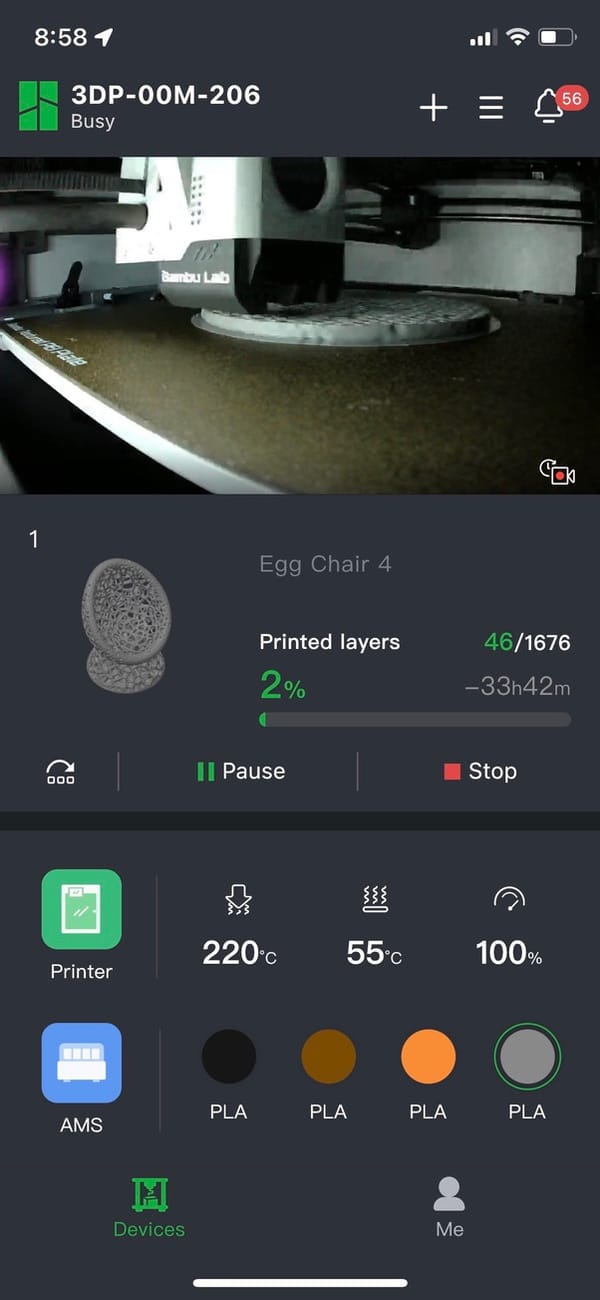 8:58
3DP-00M-206
56
Busy
Bambu Lab
1
Egg Chair 4
Printed layers 46/1676
2% -33h42m
Pause Stop
220°C 55°C 100%
Printer
PLA PLA PLA PLA
AMS
Devices Me